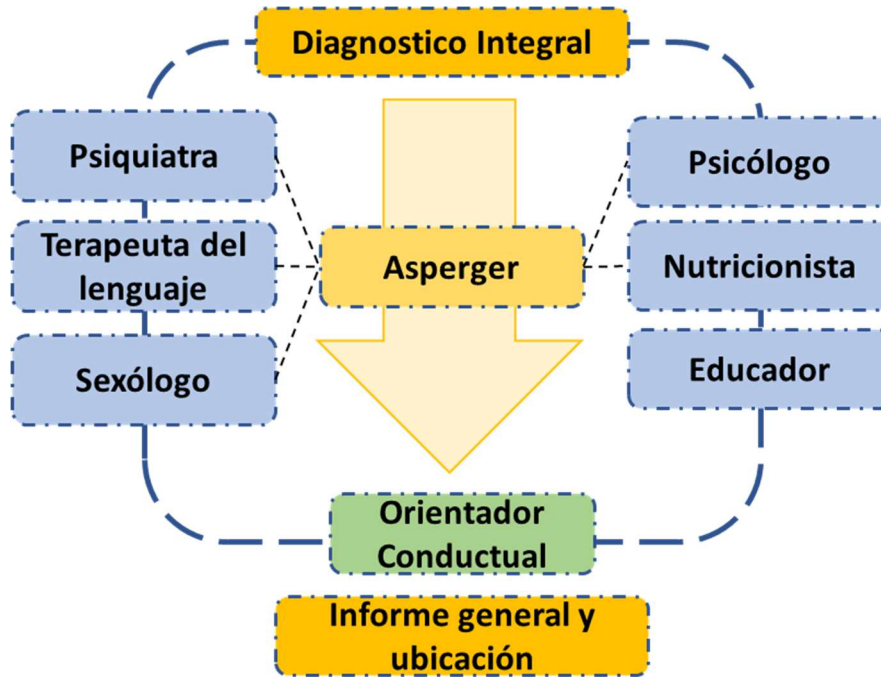 Diagnostico Integral
Psiquiatra
Terapeuta del
lenguaje
Sexólogo
Asperger
Psicólogo
Nutricionista
Educador
Orientador
Conductual
Informe general y
ubicación